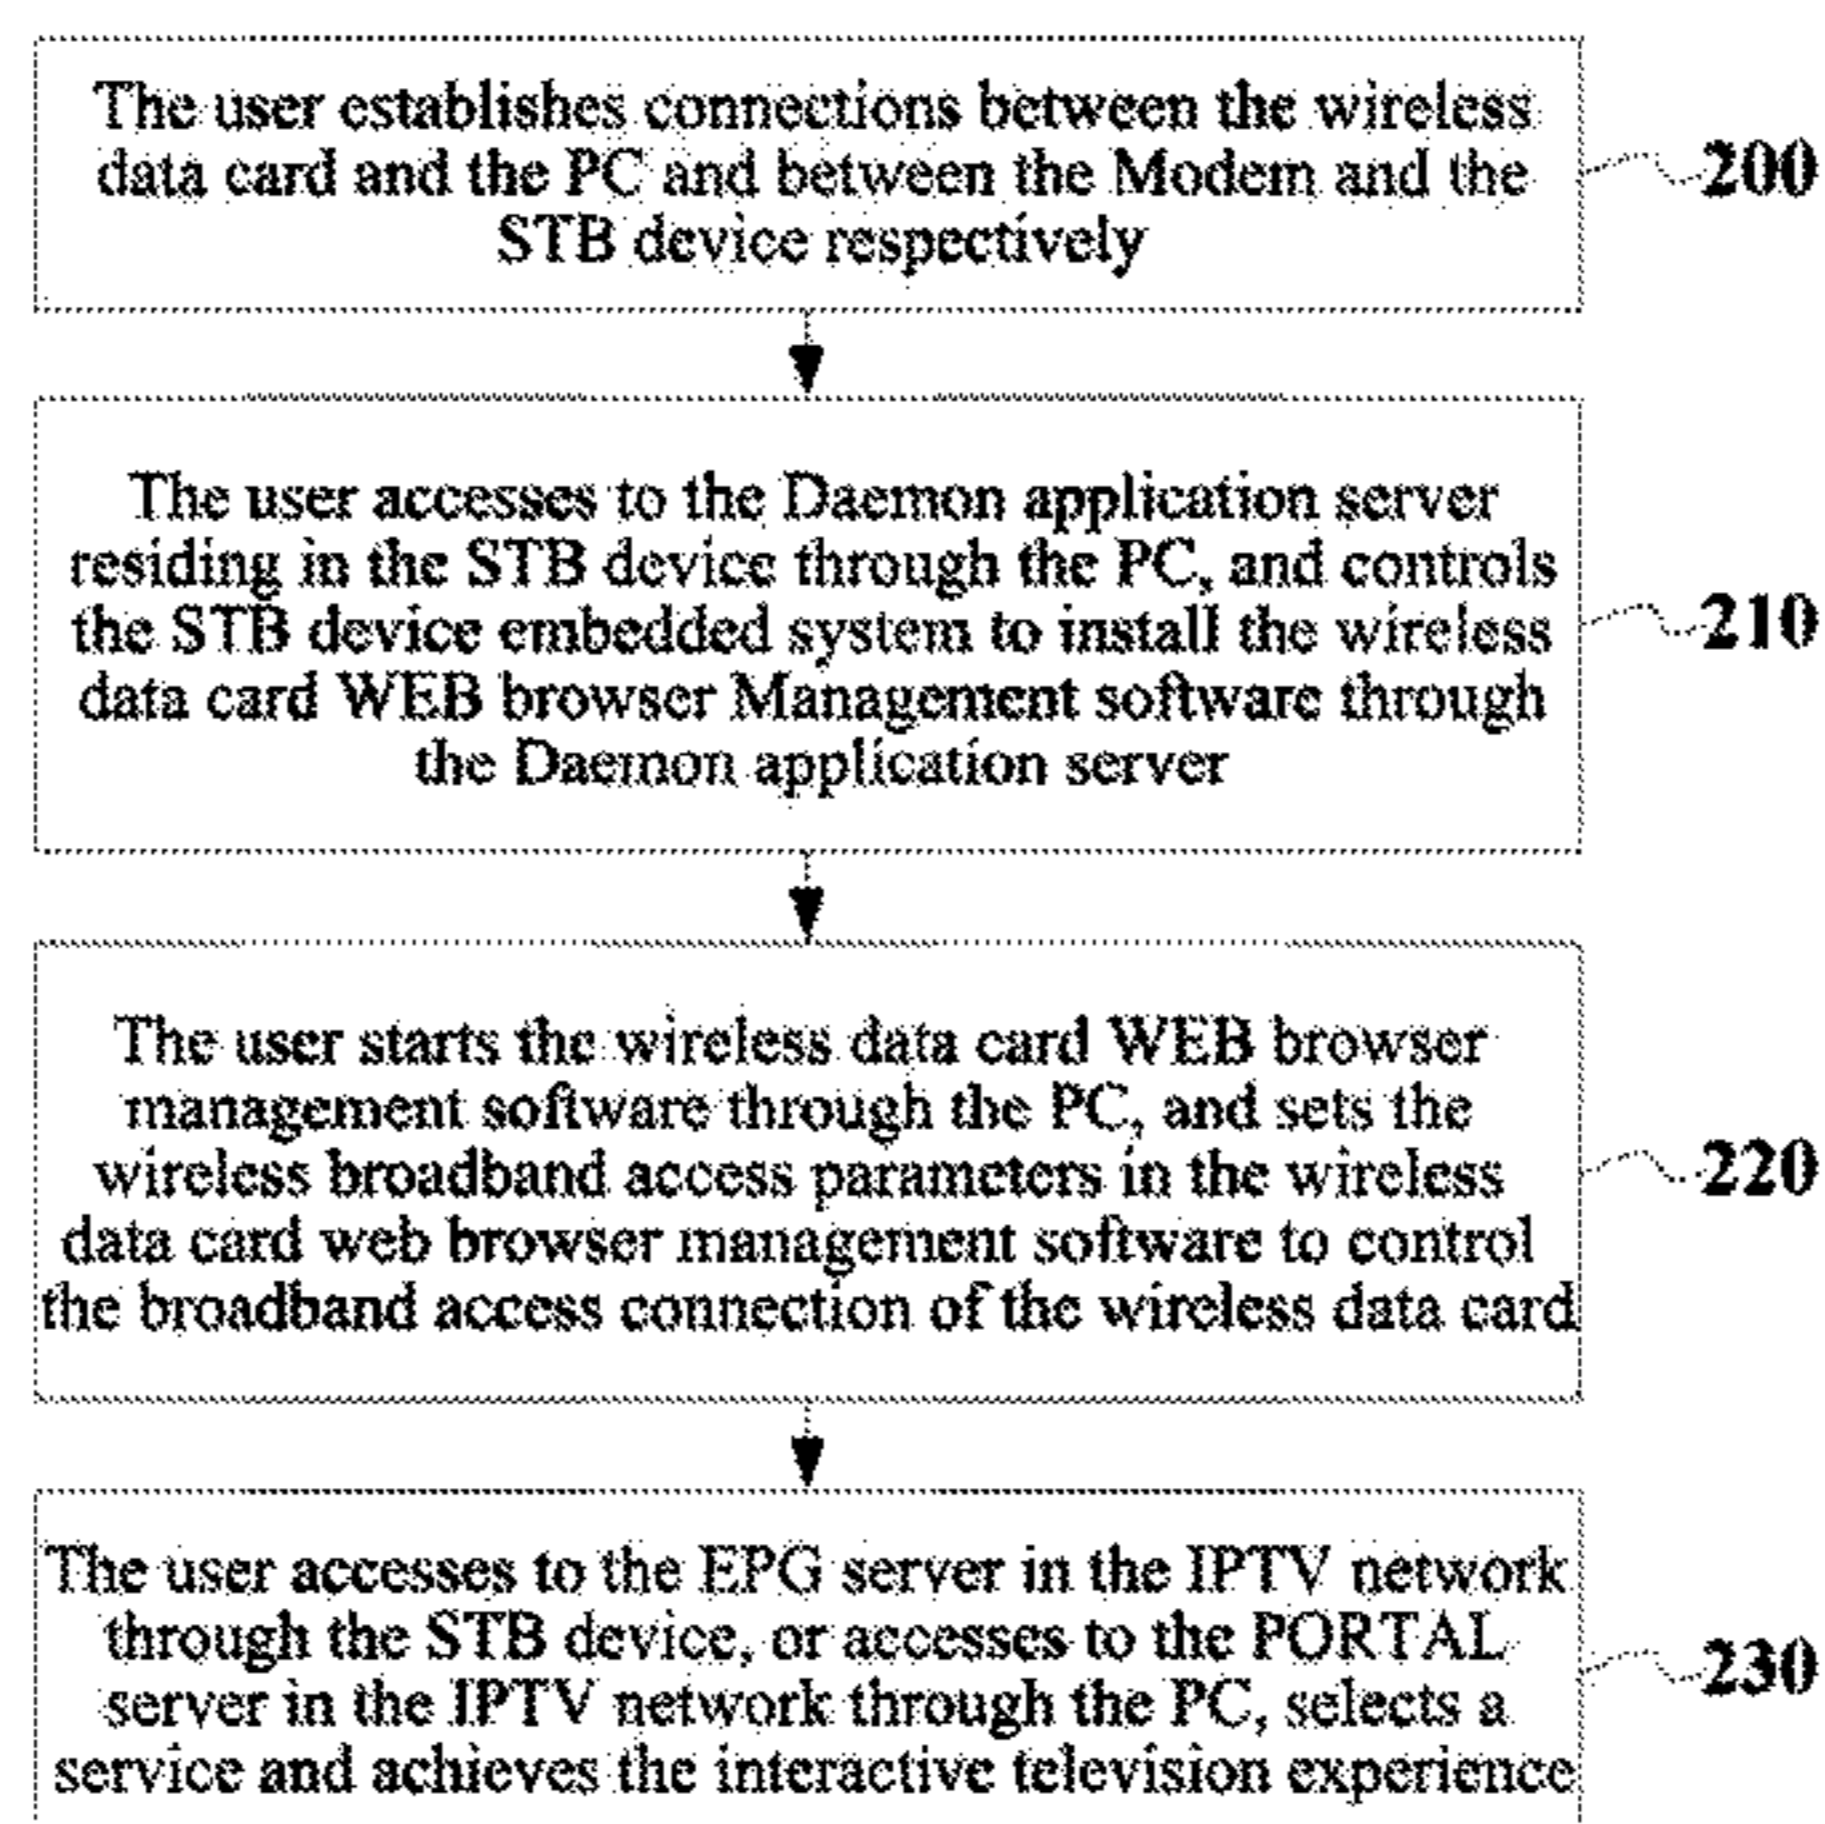 The user establishes connections between the wireless
data card and the PC and between the Modem and the
STB device respectively
200
The user accesses to the Daemon application server
residing in the STB device through the PC, and controls
the STB device embedded system to install the wireless
data card WEB browser Management software through
the Daemon application server
210
The user starts the wireless data card WEB browser
management software through the PC, and sets the
wireless broadband access parameters in the wireless
data card web browser management software to control
the broadband access connection of the wireless data card
220
The user accesses to the EPG server in the IPTV network
through the STB device, or accesses to the PORTAL
server in the IPTV network through the PC, selects a
service and achieves the interactive television experience
230